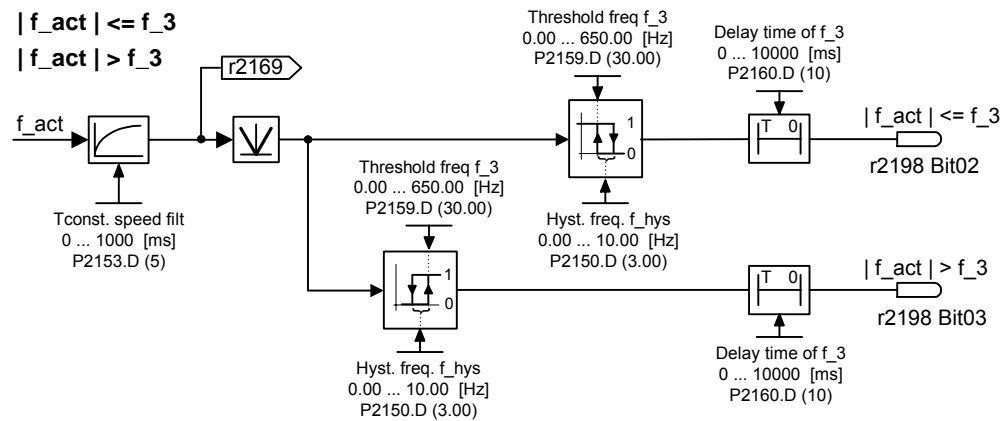 | f_act | <= f_3
| f_act | > f_3
r2169
f_act
Tconst. speed filt
0 ... 1000 [ms]
P2153.D (5)
Threshold freq f_3
0.00 ... 650.00 [Hz]
P2159.D (30.00)
1
0
Hyst. freq. f_hys
0.00 ... 10.00 [Hz]
P2150.D (3.00)
Delay time of f_3
0 ... 10000 [ms]
P2160.D (10)
T 0
| f_act | <= f_3
r2198 Bit02
Threshold freq f_3
0.00 ... 650.00 [Hz]
P2159.D (30.00)
1
0
Hyst. freq. f_hys
0.00 ... 10.00 [Hz]
P2150.D (3.00)
T 0
Delay time of f_3
0 ... 10000 [ms]
P2160.D (10)
| f_act | > f_3
r2198 Bit03